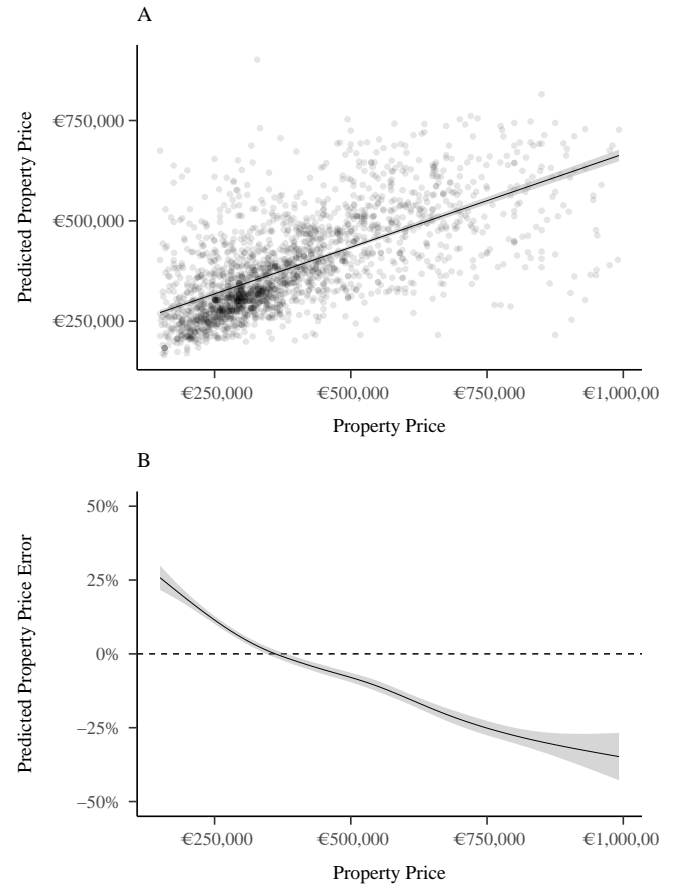 A
Predicted Property Price
€750,000
€500,000
€250,000
€250,000 €500,000 €750,000 €1,000,00
Property Price
B
Predicted Property Price Error
50%
25%
0%
−25%
−50%
€250,000 €500,000 €750,000 €1,000,00
Property Price